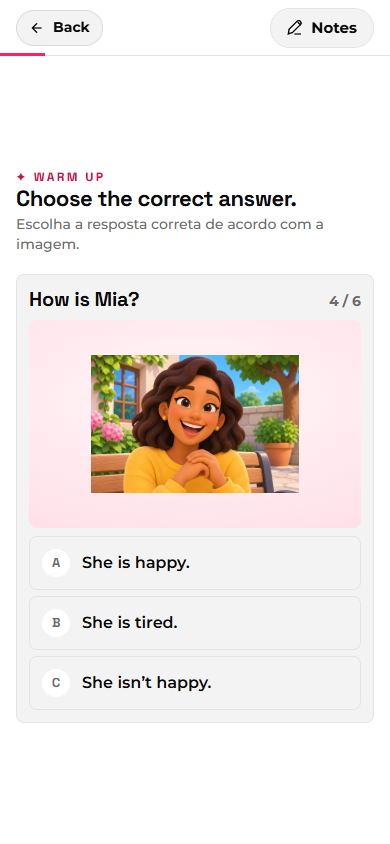 Back
Notes
WARM UP
Choose the correct answer.
Escolha a resposta correta de acordo com a
imagem.
How is Mia?
4 / 6
A She is happy.
B She is tired.
C She isn’t happy.